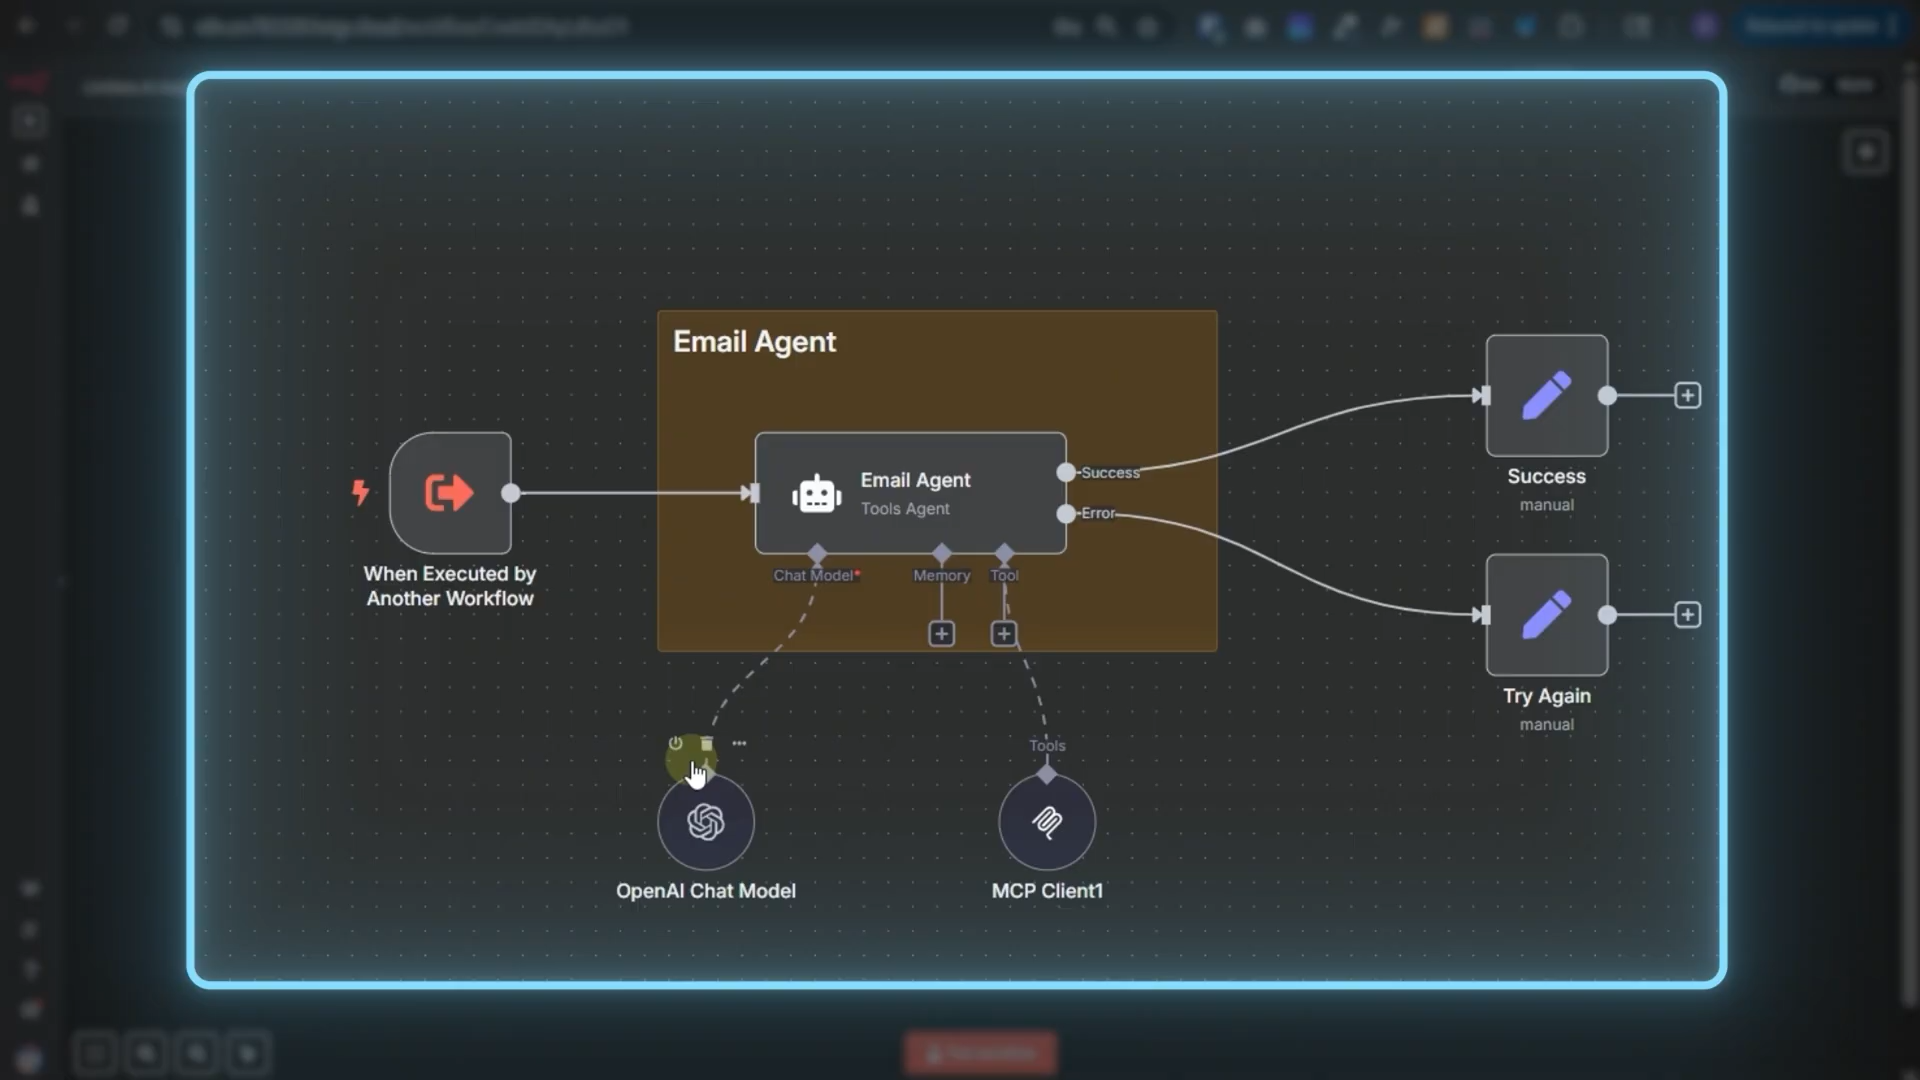 Email Agent
Email Agent
Tools Agent
Success
Error
Chat Model*
Memory
Tool
When Executed by
Another Workflow
Success
manual
Try Again
manual
Tools
OpenAI Chat Model
MCP Client1